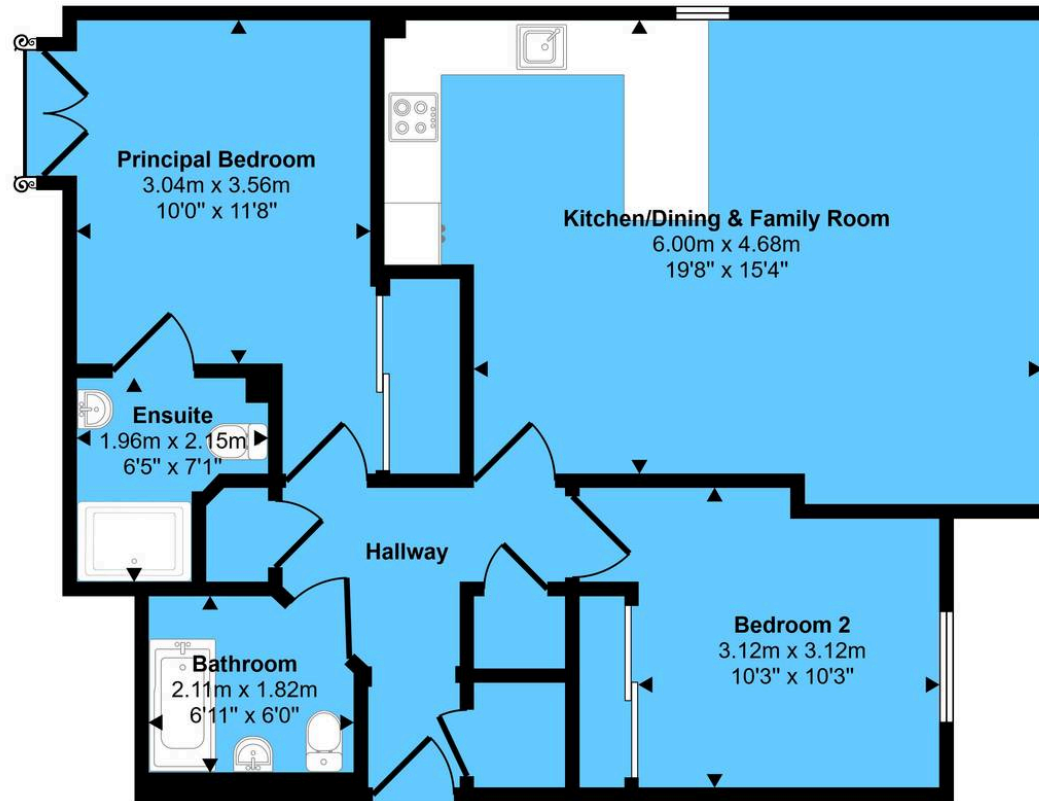 Principal Bedroom
3.04m x 3.56m
10'0" x 11'8"
Kitchen/Dining & Family Room
6.00m x 4.68m
19'8" x 15'4"
Ensuite
1.96m x 2.15m
6'5" x 7'1"
Hallway
Bedroom 2
3.12m x 3.12m
10'3" x 10'3"
Bathroom
2.11m x 1.82m
6'11" x 6'0"